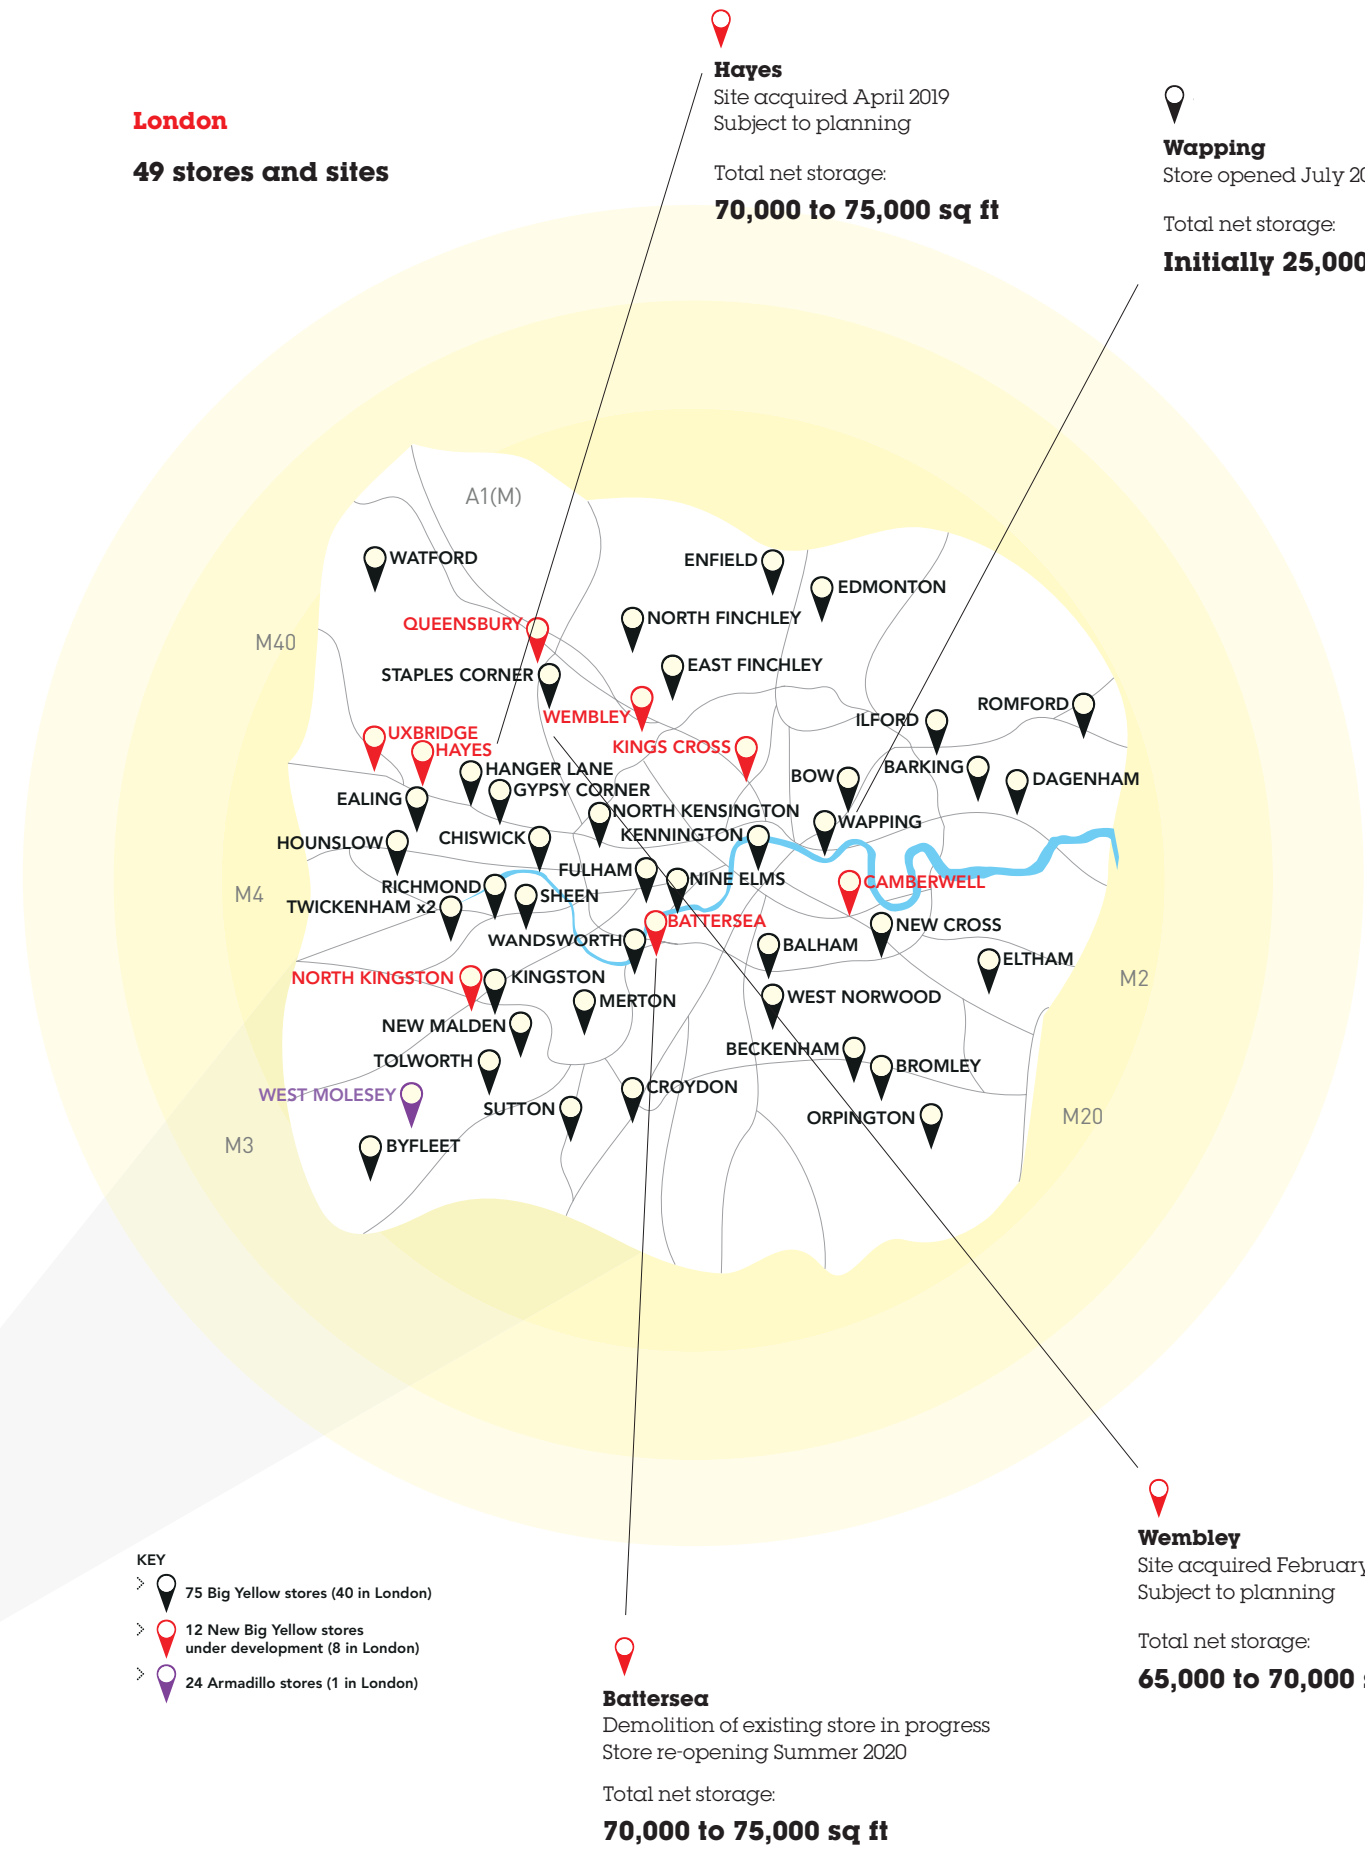 London
49 stores and sites
Hayes
Site acquired April 2019
Subject to planning
Total net storage:
70,000 to 75,000 sq ft
Wapping
Store opened July
Total net storage:
Initially 25,000
A1(M)
WATFORD
ENFIELD
EDMONTON
QUEENSBURY
NORTH FINCHLEY
M40
STAPLES CORNER
EAST FINCHLEY
ROMFORD
WEMBLEY
ILFORD
UXBRIDGE
HAYES
KINGS CROSS
HANGER LANE
BOW
BARKING
DAGENHAM
EALING
GYPSY CORNER
NORTH KENSINGTON
WAPPING
HOUNSLOW
CHISWICK
KENNINGTON
FULHAM
NINE ELMS
CAMBERWELL
M4
RICHMOND
SHEEN
TWICKENHAM x2
BATTERSEA
NEW CROSS
WANDSWORTH
BALHAM
ELTHAM
NORTH KINGSTON
KINGSTON
M2
MERTON
WEST NORWOOD
NEW MALDEN
BECKENHAM
TOLWORTH
BROMLEY
WEST MOLESEY
CROYDON
SUTTON
ORPINGTON
M20
M3
BYFLEET
Wembley
Site acquired February
Subject to planning
Total net storage:
65,000 to 70,000
KEY
75 Big Yellow stores (40 in London)
12 New Big Yellow stores
under development (8 in London)
24 Armadillo stores (1 in London)
Battersea
Demolition of existing store in progress
Store re-opening Summer 2020
Total net storage:
70,000 to 75,000 sq ft